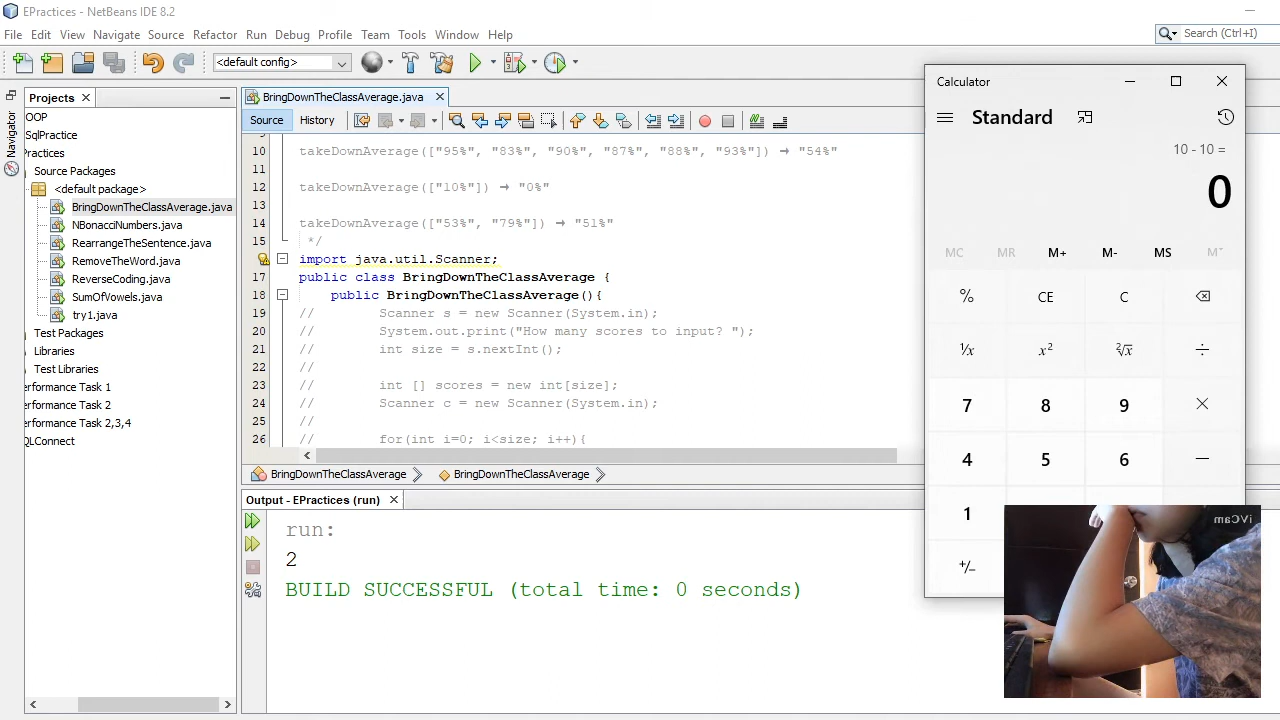 EPractices - NetBeans IDE 8.2
File Edit View Navigate Source Refactor Run Debug Profile Team Tools Window Help
Search (Ctrl+I)
<default config>
Projects
Navigator
OOP
SqlPractice
Practices
Source Packages
<default package>
BringDownTheClassAverage.java
NBonacciNumbers.java
RearrangeTheSentence.java
RemoveTheWord.java
ReverseCoding.java
SumOfVowels.java
try1.java
Test Packages
Libraries
Test Libraries
erformance Task 1
erformance Task 2
erformance Task 2,3,4
QLConnect
BringDownTheClassAverage.java
Source History
10 takeDownAverage(["95%", "83%", "90%", "87%", "88%", "93%"]) → "54%"
11
12 takeDownAverage(["10%"]) → "0%"
13
14 takeDownAverage(["53%", "79%"]) → "51%"
15 */
import java.util.Scanner;
17 public class BringDownTheClassAverage {
18 public BringDownTheClassAverage(){
19 // Scanner s = new Scanner(System.in);
20 // System.out.print("How many scores to input? ");
21 // int size = s.nextInt();
22 //
23 // int [] scores = new int[size];
24 // Scanner c = new Scanner(System.in);
25 //
26 // for(int i=0; i<size; i++){
BringDownTheClassAverage BringDownTheClassAverage
Output - EPractices (run)
run:
2
BUILD SUCCESSFUL (total time: 0 seconds)
Calculator
Standard
10 - 10 =
0
MC MR M+ M- MS M˅
% CE C
¹/x x² ²√x ÷
7 8 9 ×
4 5 6 −
1
+/−
iVCam